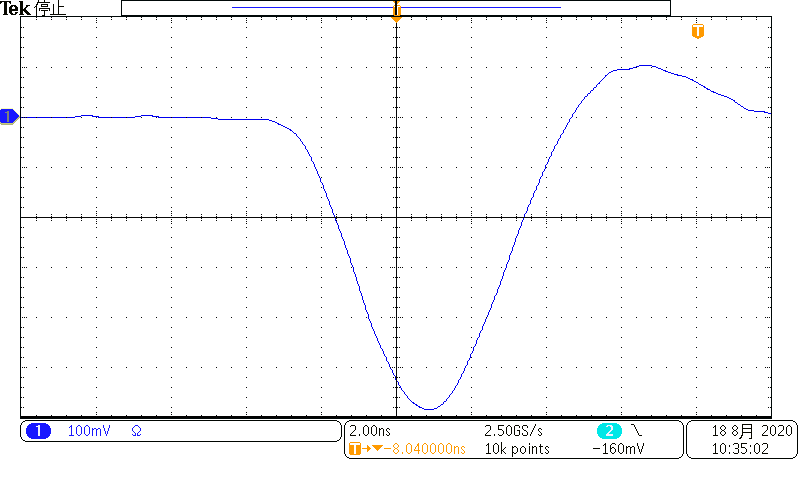 Tek 停止
T
1
1 100mV Ω
2.00ns 2.50GS/s 2
T→▼−8.040000ns 10k points −160mV
18 8月 2020
10:35:02